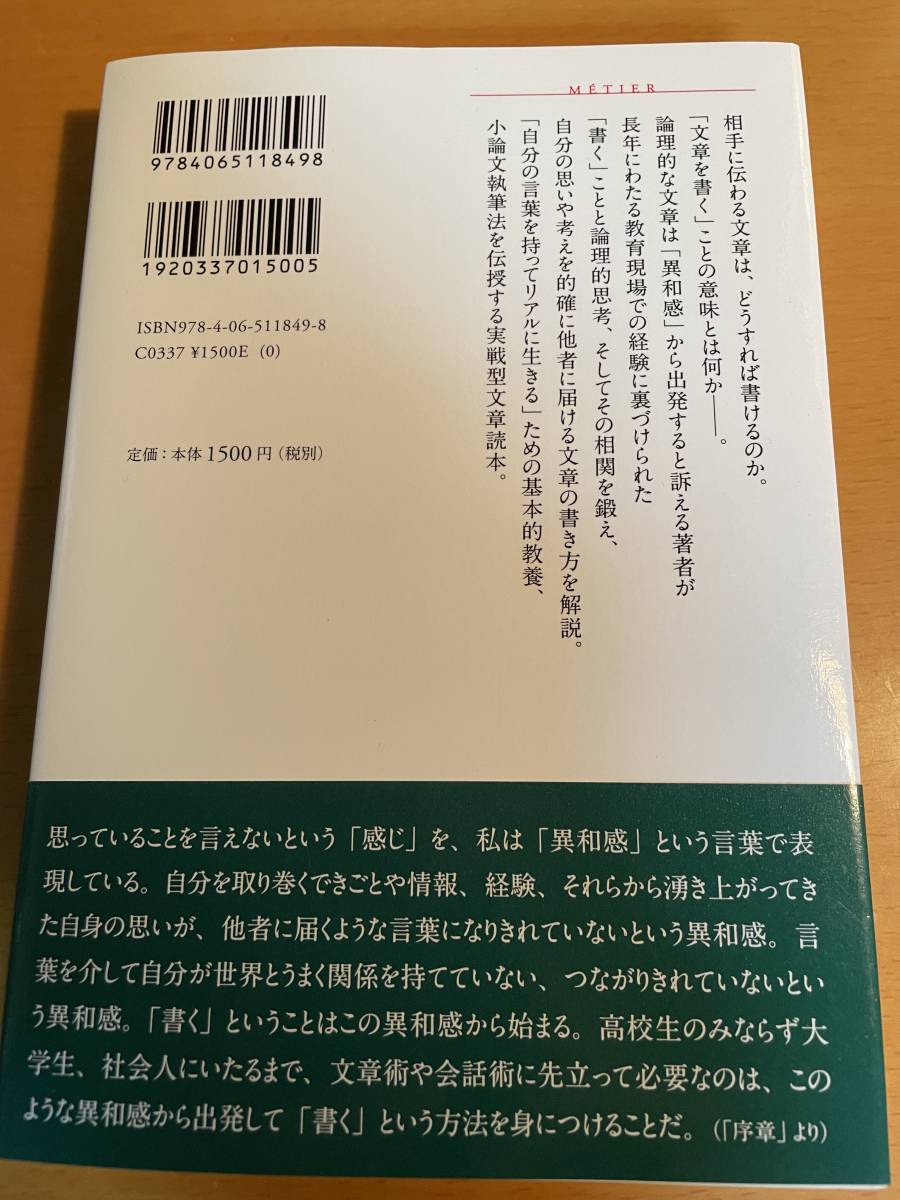 MÉTIER
相手に伝わる文章は、どうすれば書けるのか。
「文章を書く」ことの意味とは何か――。
論理的な文章は「異和感」から出発すると訴える著者が
長年にわたる教育現場での経験に裏づけられた
「書く」ことと論理的思考、そしてその相関を鍛え、
自分の思いや考えを的確に他者に届ける文章の書き方を解説。
「自分の言葉を持ってリアルに生きる」ための基本的教養、
小論文執筆法を伝授する実戦型文章読本。
9784065118498
1920337015005
ISBN978-4-06-511849-8
C0337 ¥1500E (0)
定価：本体1500円（税別）
思っていることを言えないという「感じ」を、私は「異和感」という言葉で表
現している。自分を取り巻くできごとや情報、経験、それらから湧き上がってき
た自身の思いが、他者に届くような言葉になりきれていないという異和感。言
葉を介して自分が世界とうまく関係を持てていない、つながりきれていないとい
う異和感。「書く」ということはこの異和感から始まる。高校生のみならず大
学生、社会人にいたるまで、文章術や会話術に先立って必要なのは、この
ような異和感から出発して「書く」という方法を身につけることだ。（「序章」より）